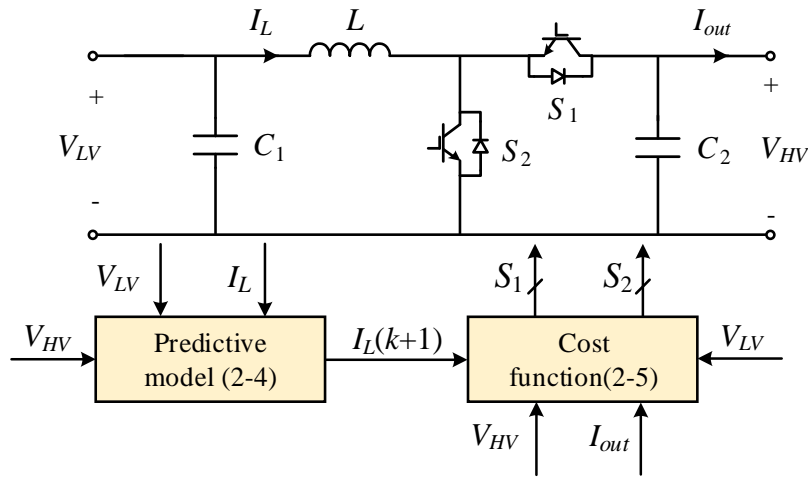 I_L L I_out
+ S_1 +
V_LV C_1 S_2 C_2 V_HV
- -
V_LV I_L S_1 S_2
V_HV Predictive I_L(k+1) Cost V_LV
model (2-4) function(2-5)
V_HV I_out